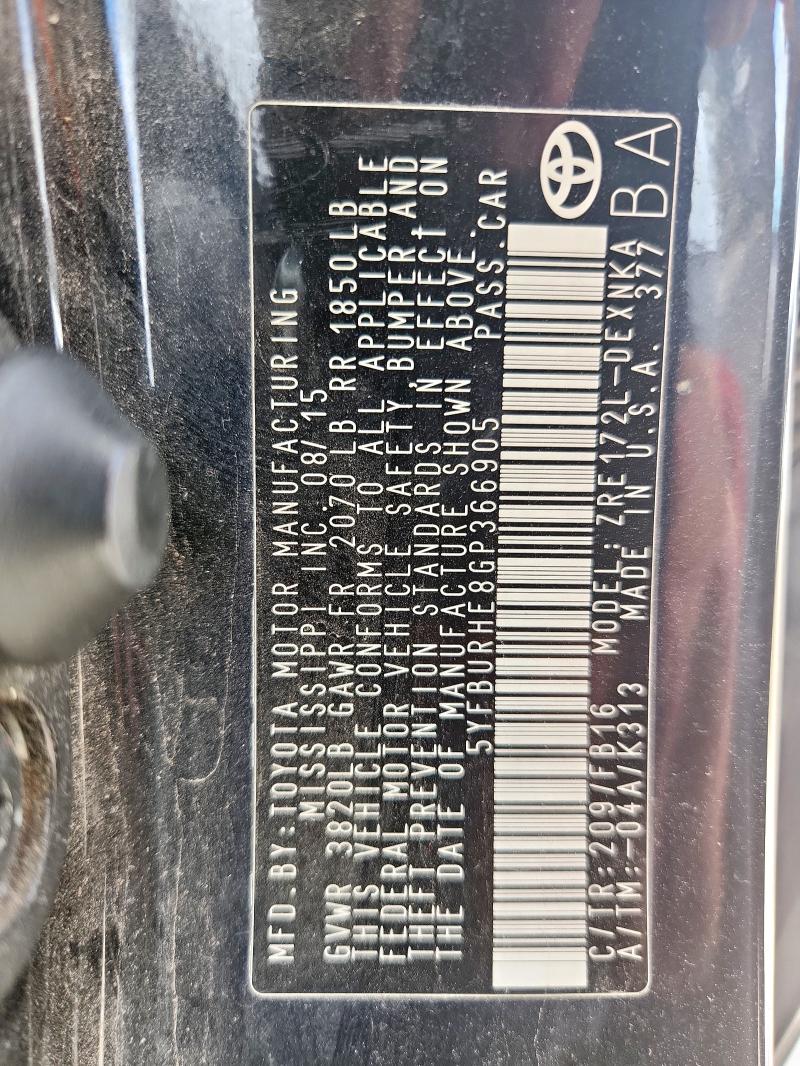 MFD.BY:TOYOTA MOTOR MANUFACTURING
MISSISSIPPI INC. 08/15
GVWR 3820LB GAWR FR 2070 LB RR 1850LB
THIS VEHICLE CONFORMS TO ALL APPLICABLE
FEDERAL MOTOR VEHICLE SAFETY, BUMPER AND
THEFT PREVENTION STANDARDS IN EFFECT ON
THE DATE OF MANUFACTURE SHOWN ABOVE.
5YFBURHE8GP366905 PASS.CAR
C/TR:209/FB16 MODEL: ZRE172L-DEXNKA
A/TM:-04A/K313 MADE IN U.S.A. 377
BA